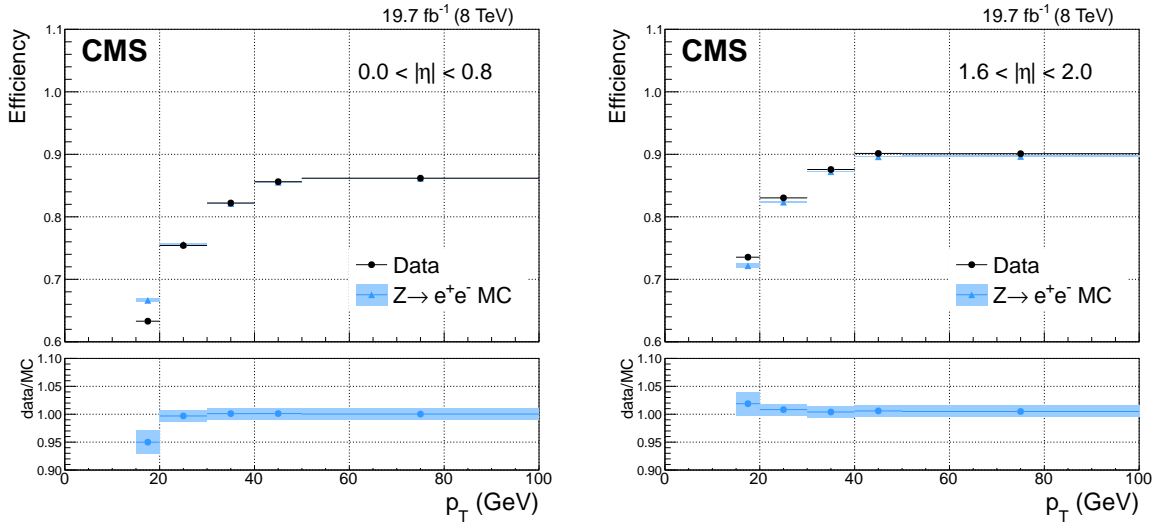 19.7 fb⁻¹ (8 TeV)
CMS
0.0 < |η| < 0.8
Efficiency
1.1
1.0
0.9
0.8
0.7
0.6
Data
Z→ e⁺e⁻ MC
data/MC
1.10
1.05
1.00
0.95
0.90
0 20 40 60 80 100
p_T (GeV)
19.7 fb⁻¹ (8 TeV)
CMS
1.6 < |η| < 2.0
Efficiency
1.1
1.0
0.9
0.8
0.7
0.6
Data
Z→ e⁺e⁻ MC
data/MC
1.10
1.05
1.00
0.95
0.90
0 20 40 60 80 100
p_T (GeV)